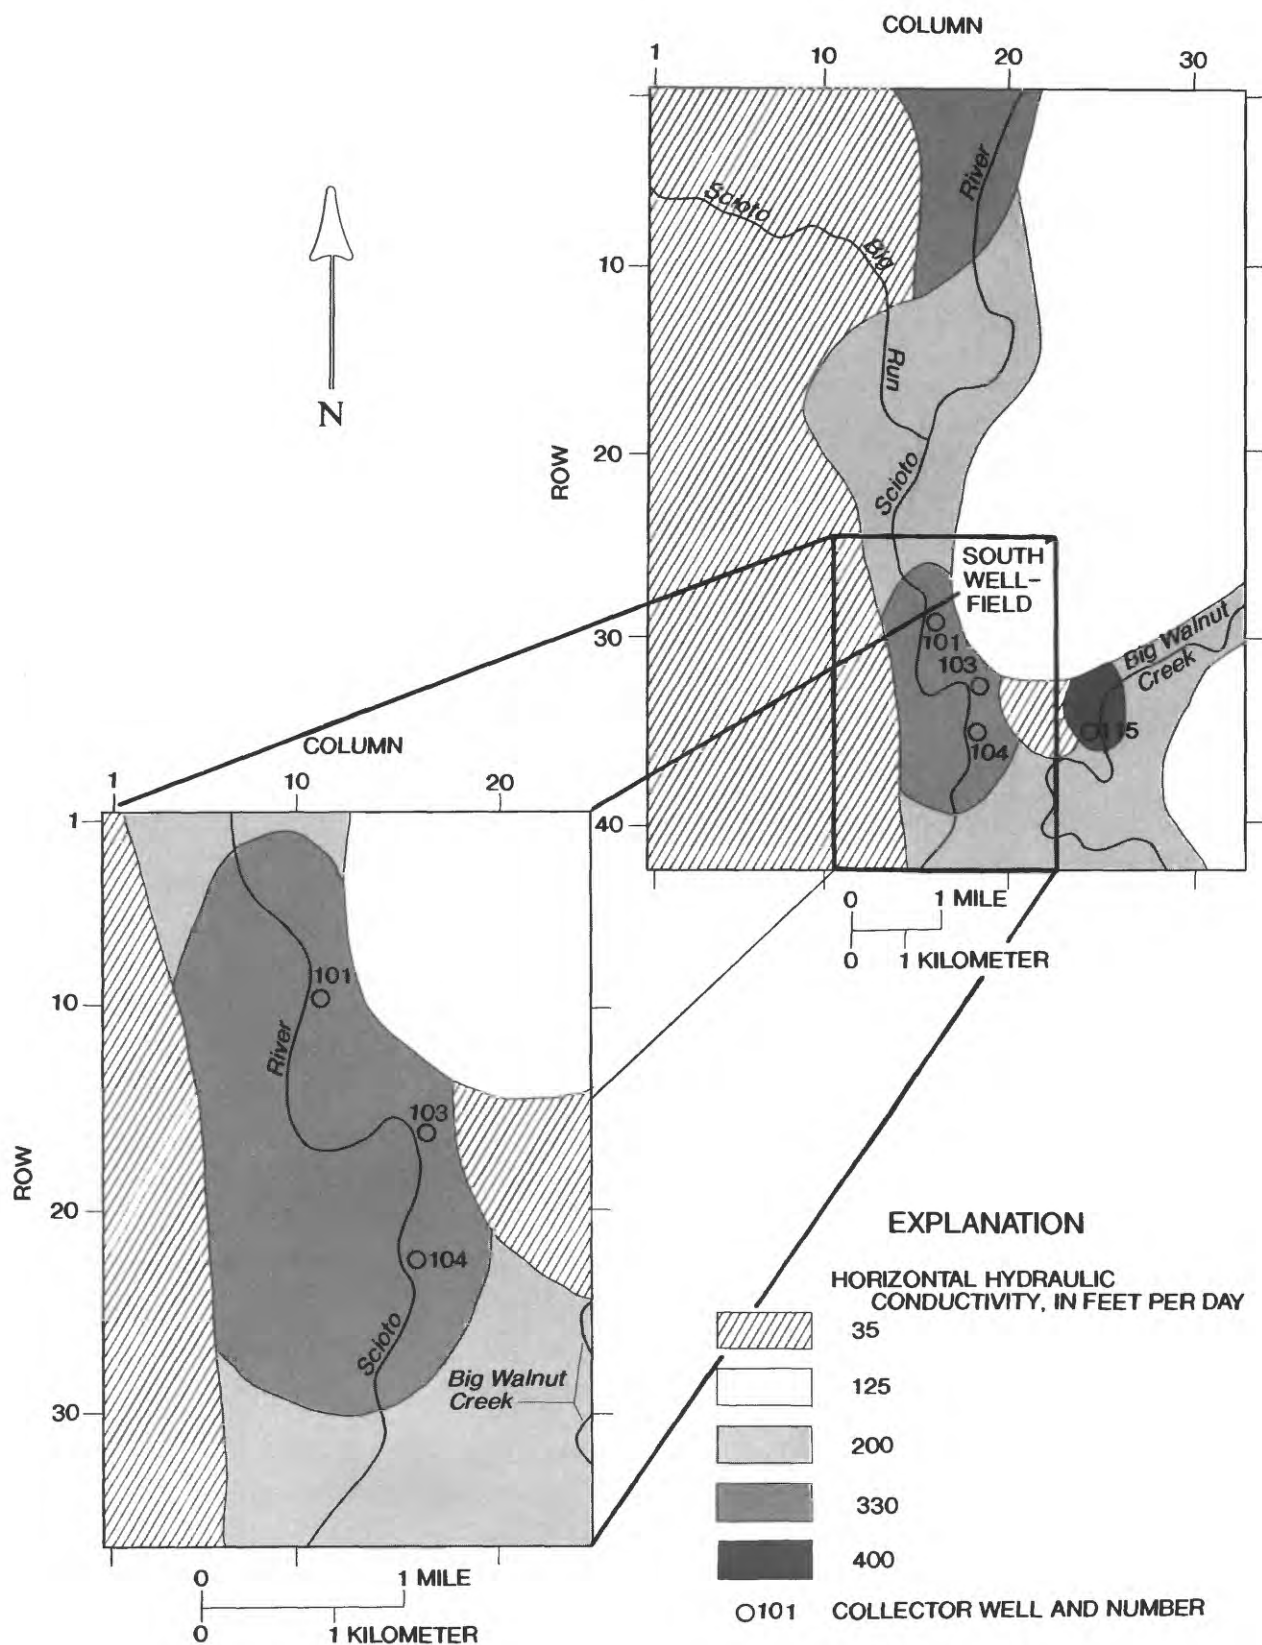 COLUMN
1 10 20 30
Scioto
Big
Run
River
10
20
30
40
ROW
Scioto
SOUTH
WELL-
FIELD
101
103
104
115
Big Walnut
Creek
0 1 MILE
0 1 KILOMETER
N
COLUMN
1 10 20
1
10
20
30
ROW
101
River
103
104
Scioto
Big Walnut
Creek
0 1 MILE
0 1 KILOMETER
EXPLANATION
HORIZONTAL HYDRAULIC
CONDUCTIVITY, IN FEET PER DAY
35
125
200
330
400
101 COLLECTOR WELL AND NUMBER